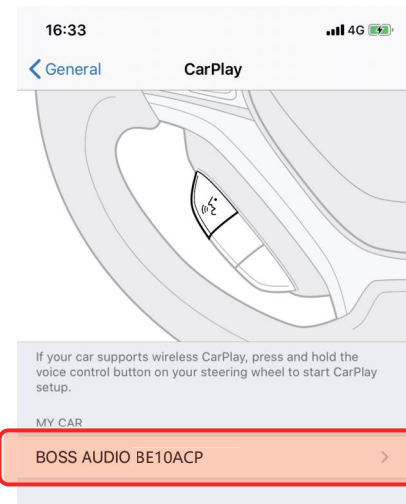 16:33
4G
General
CarPlay
If your car supports wireless CarPlay, press and hold the
voice control button on your steering wheel to start CarPlay
setup.
MY CAR
BOSS AUDIO BE10ACP